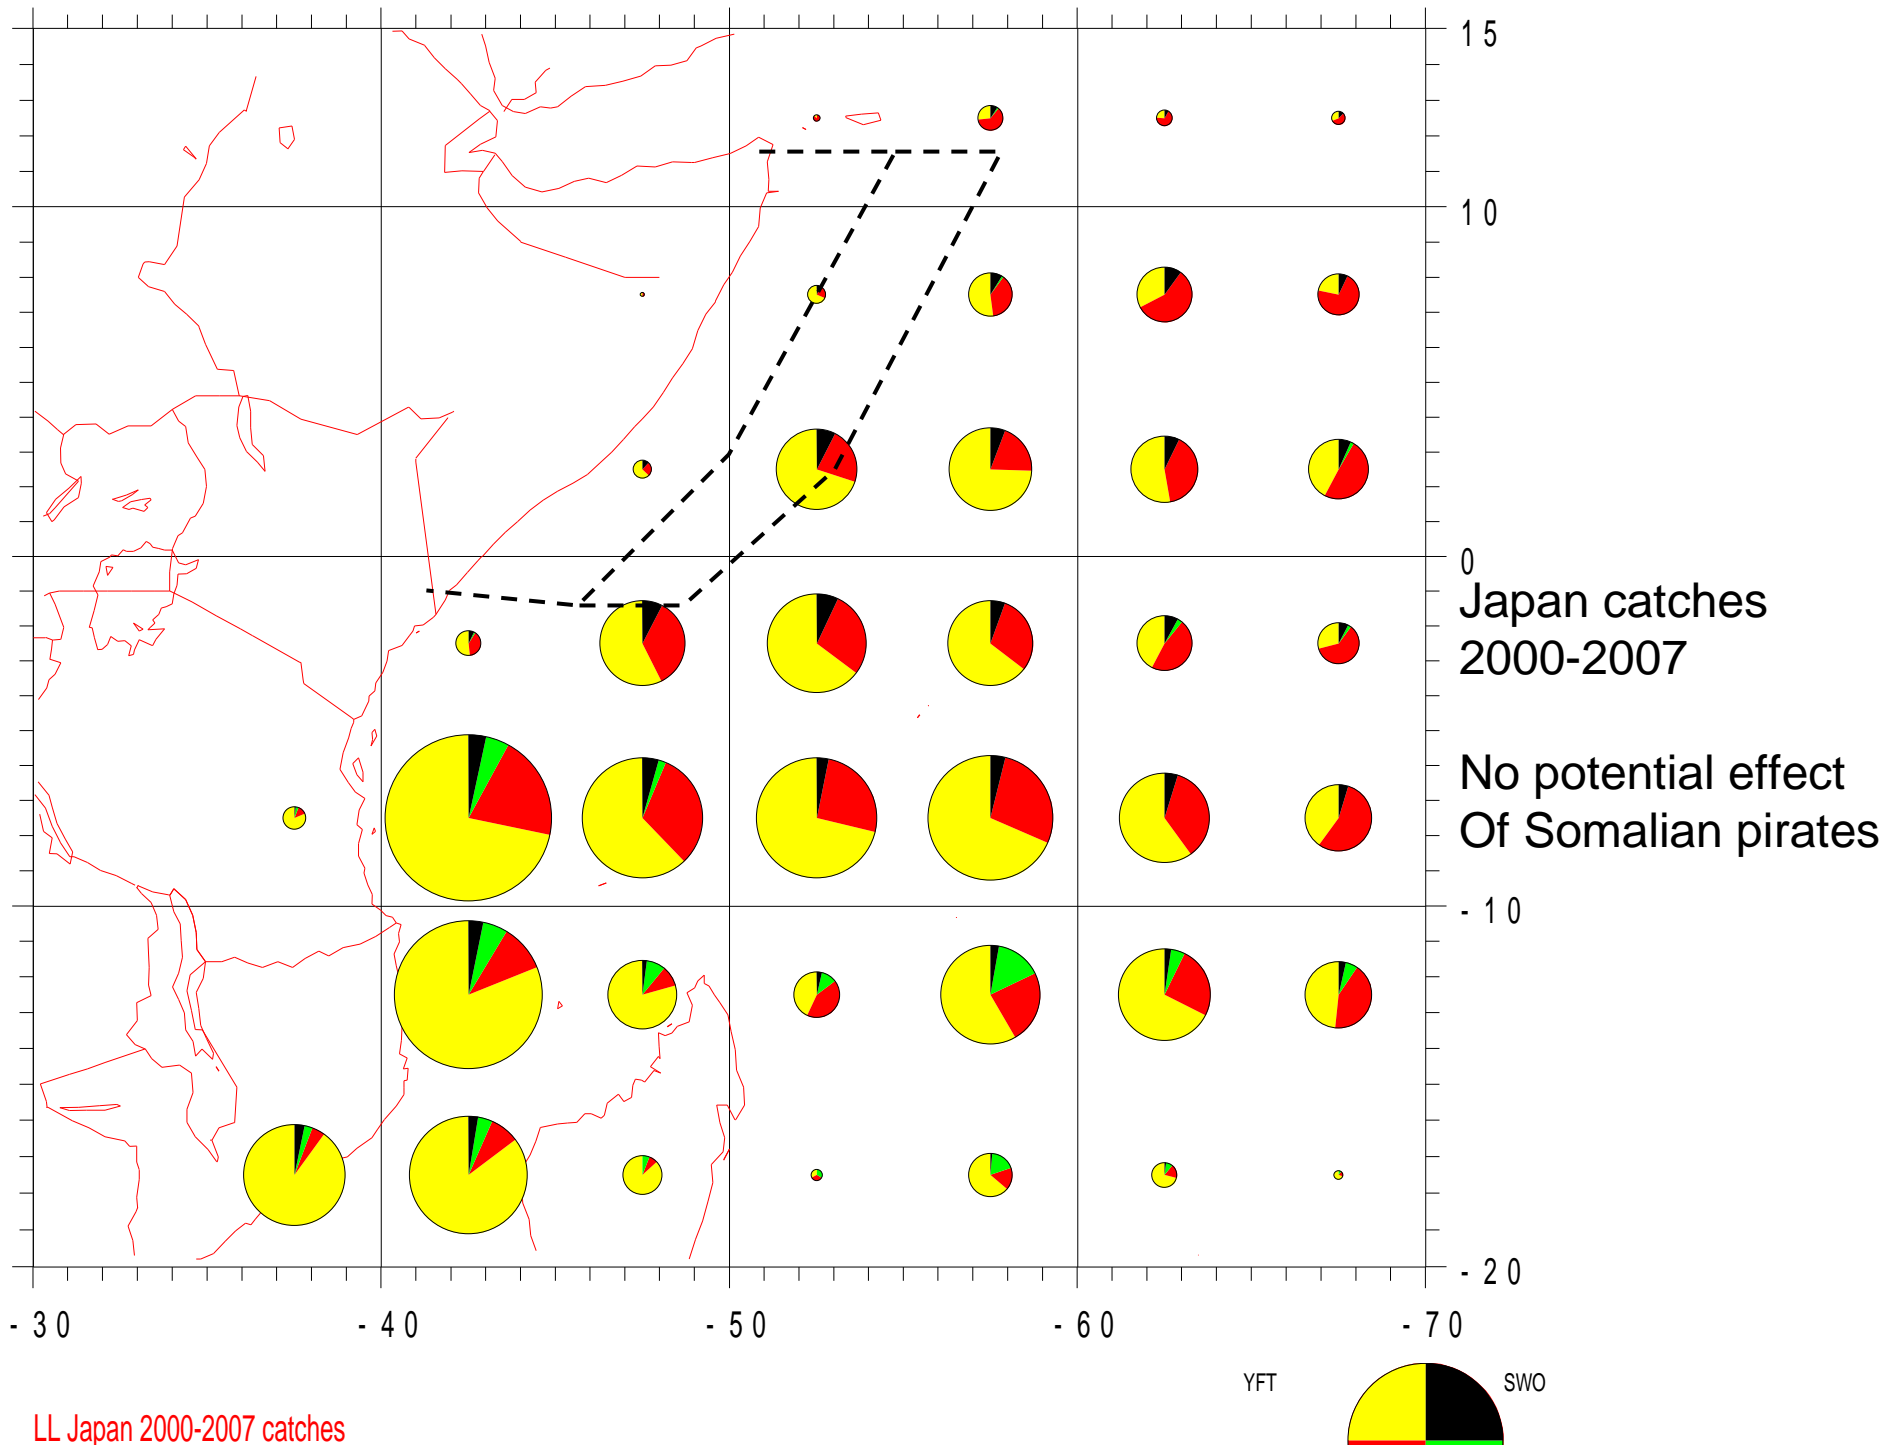 15
10
0
Japan catches
2000-2007
No potential effect
Of Somalian pirates
- 10
- 20
- 30
- 40
- 50
- 60
- 70
YFT
SWO
LL Japan 2000-2007 catches